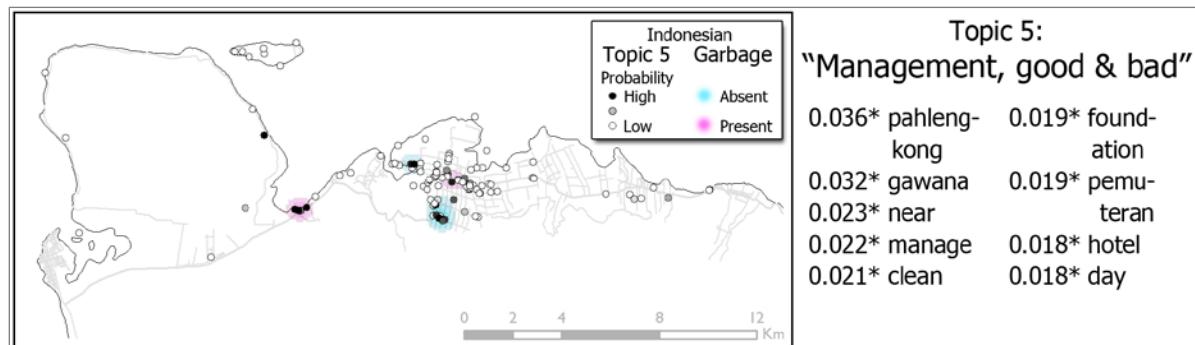 Indonesian
Topic 5 Garbage
Probability
High Absent
Low Present
0 2 4 8 12
Km
Topic 5:
“Management, good & bad”
0.036* pahleng-
kong
0.032* gawana
0.023* near
0.022* manage
0.021* clean
0.019* found-
ation
0.019* pemu-
teran
0.018* hotel
0.018* day